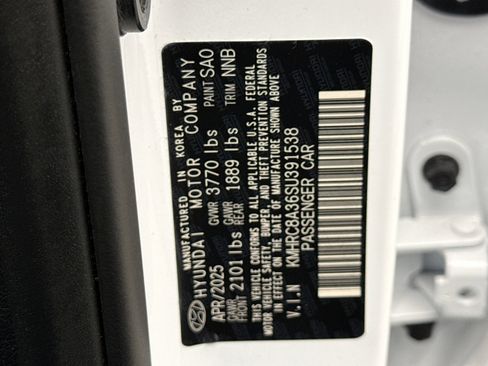 MANUFACTURED IN KOREA BY
HYUNDAI MOTOR COMPANY
APR/2025 GVWR 3770 lbs PAINT SAO
GAWR FRONT 2101lbs GAWR REAR 1889 lbs TRIM NNB
THIS VEHICLE CONFORMS TO ALL APPLICABLE U.S.A. FEDERAL
MOTOR VEHICLE SAFETY, BUMPER, AND THEFT PREVENTION STANDARDS
IN EFFECT ON THE DATE OF MANUFACTURE SHOWN ABOVE
V.I.N KMHRC8A36SU391538
PASSENGER CAR